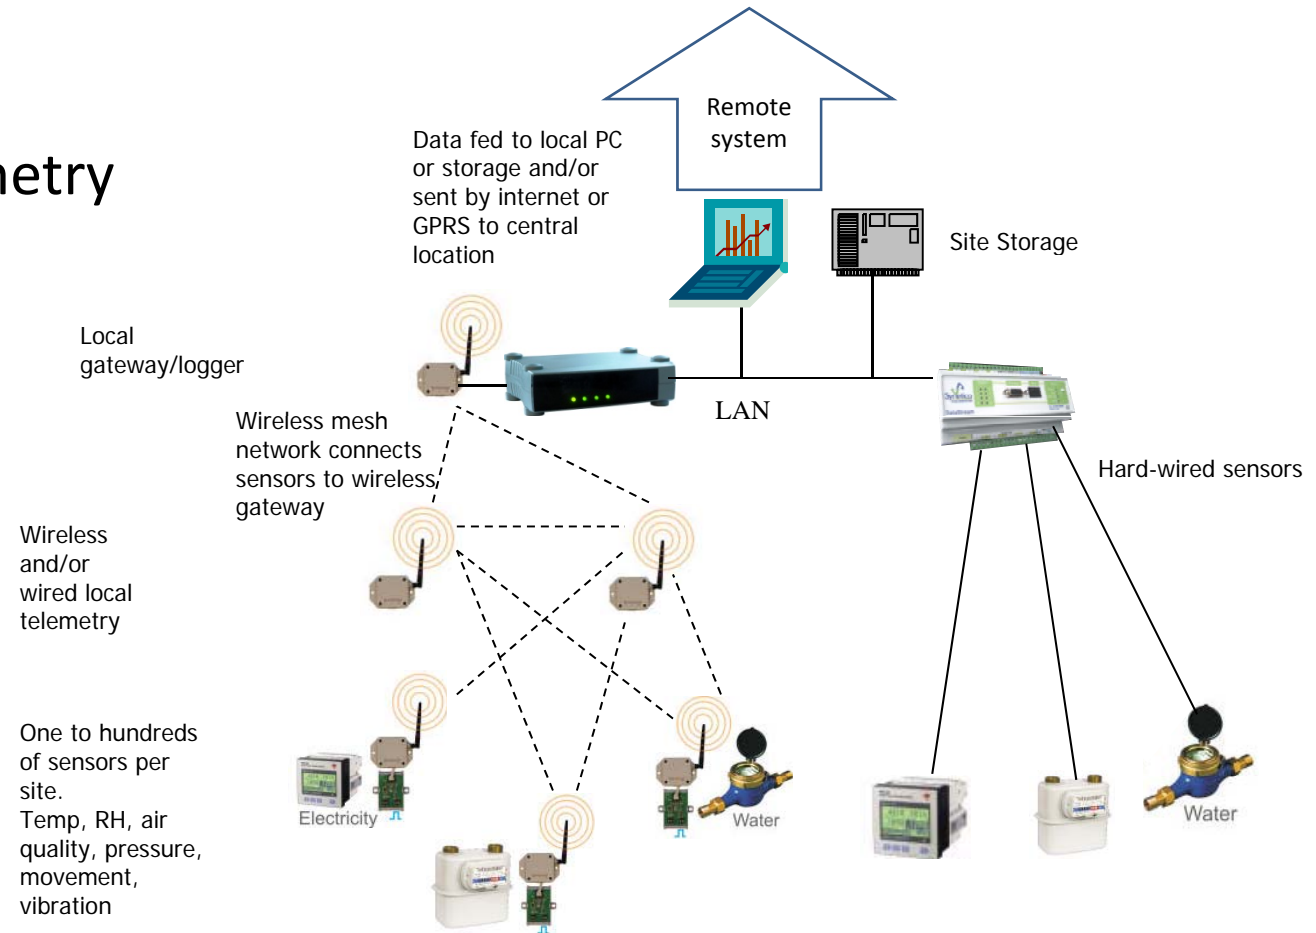 Remote
system
Data fed to local PC
or storage and/or
sent by internet or
GPRS to central
location
netry
Site Storage
Local
gateway/logger
LAN
Wireless mesh
network connects
sensors to wireless
gateway
Hard-wired sensors
Wireless
and/or
wired local
telemetry
One to hundreds
of sensors per
site.
Temp, RH, air
quality, pressure,
movement,
vibration
Electricity
Water
Water